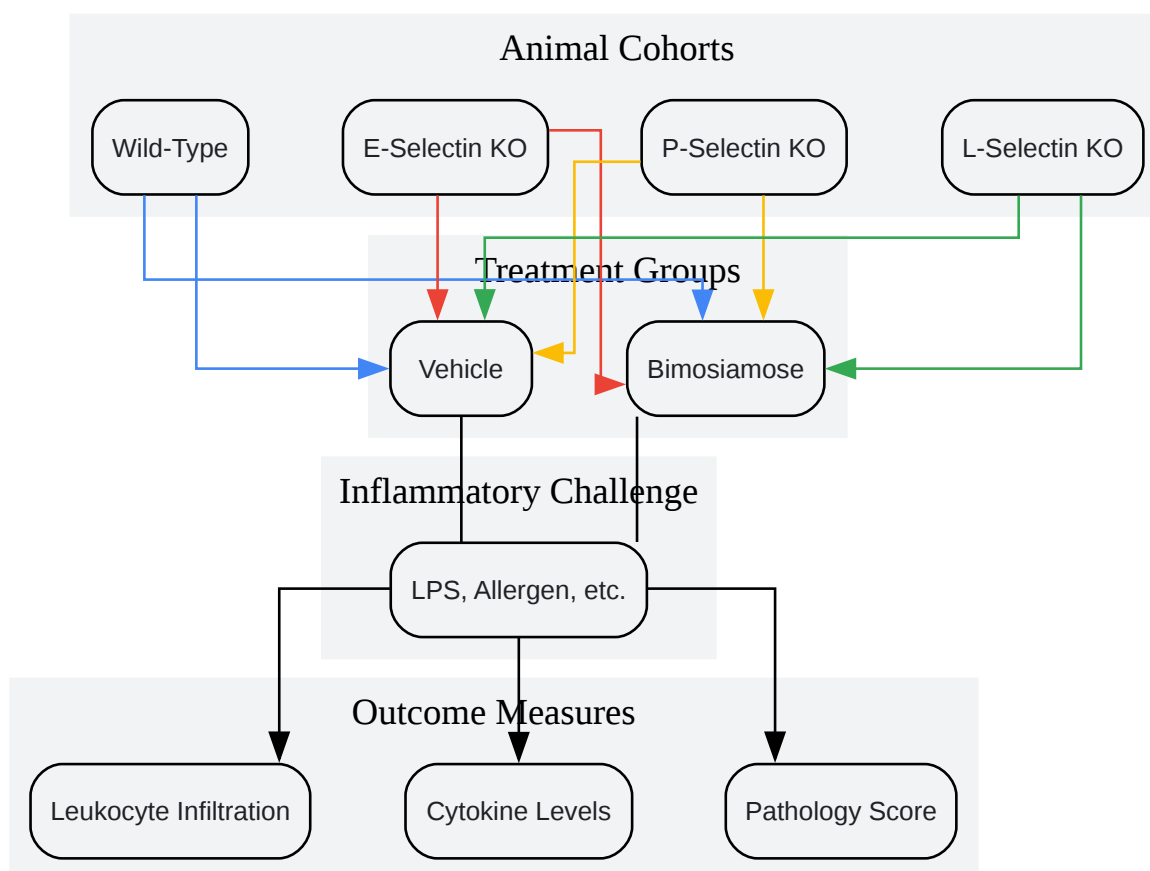 Animal Cohorts
Wild-Type
E-Selectin KO
P-Selectin KO
L-Selectin KO
Treatment Groups
Vehicle
Bimosiamose
Inflammatory Challenge
LPS, Allergen, etc.
Outcome Measures
Leukocyte Infiltration
Cytokine Levels
Pathology Score